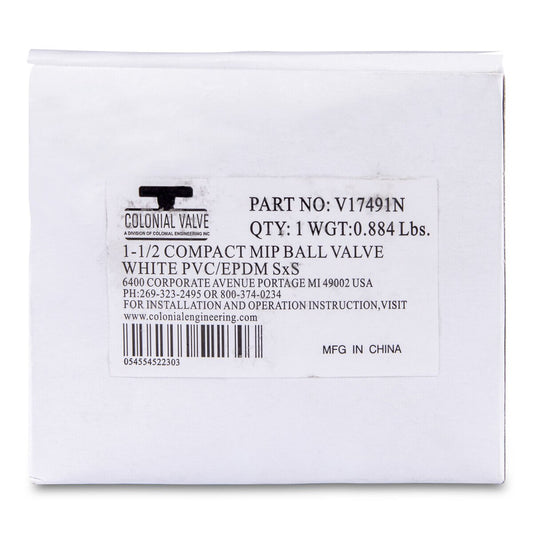 COLONIAL VALVE
A DIVISION OF COLONIAL ENGINEERING INC
PART NO: V17491N
QTY: 1 WGT:0.884 Lbs.
1-1/2 COMPACT MIP BALL VALVE
WHITE PVC/EPDM SxS
6400 CORPORATE AVENUE PORTAGE MI 49002 USA
PH:269-323-2495 OR 800-374-0234
FOR INSTALLATION AND OPERATION INSTRUCTION,VISIT
www.colonialengineering.com
054554522303
MFG IN CHINA